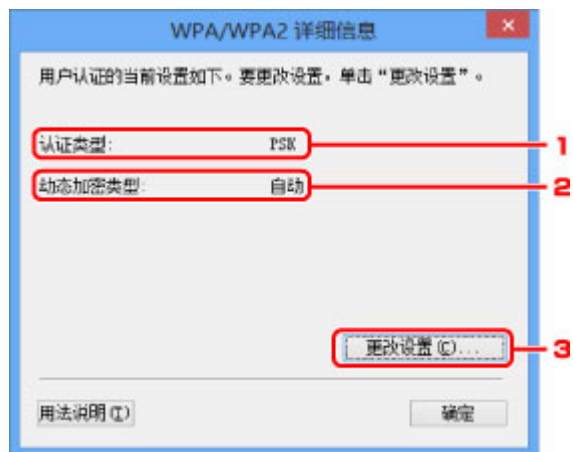 WPA/WPA2 详细信息
用户认证的当前设置如下。要更改设置，单击“更改设置”。
认证类型: PSK 1
动态加密类型: 自动 2
更改设置(C)... 3
用法说明(I) 确定